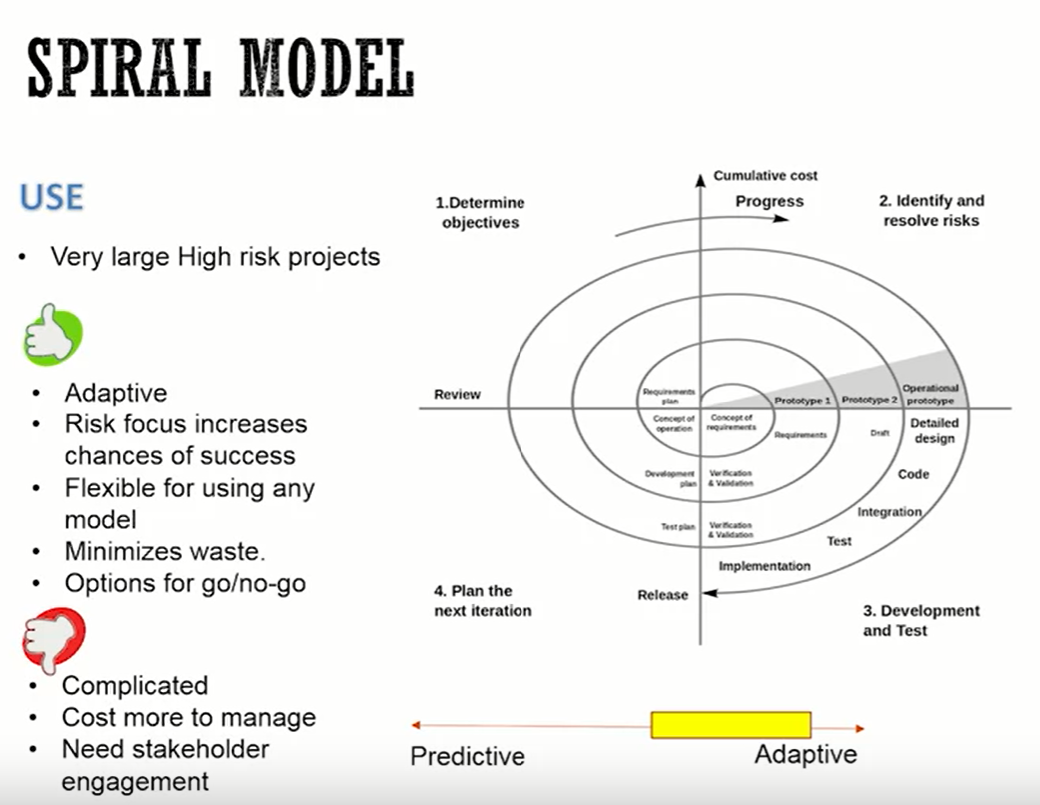 SPIRAL MODEL
USE
• Very large High risk projects
• Adaptive
• Risk focus increases
chances of success
• Flexible for using any
model
• Minimizes waste.
• Options for go/no-go
• Complicated
• Cost more to manage
• Need stakeholder
engagement
Cumulative cost
Progress
1.Determine
objectives
2. Identify and
resolve risks
Review
Requirements
plan
Prototype 1
Prototype 2
Operational
prototype
Concept of
operation
Concept of
requirements
Requirements
Draft
Detailed
design
Development
plan
Verification
& Validation
Code
Integration
Test plan
Verification
& Validation
Test
Implementation
4. Plan the
next iteration
Release
3. Development
and Test
Predictive
Adaptive